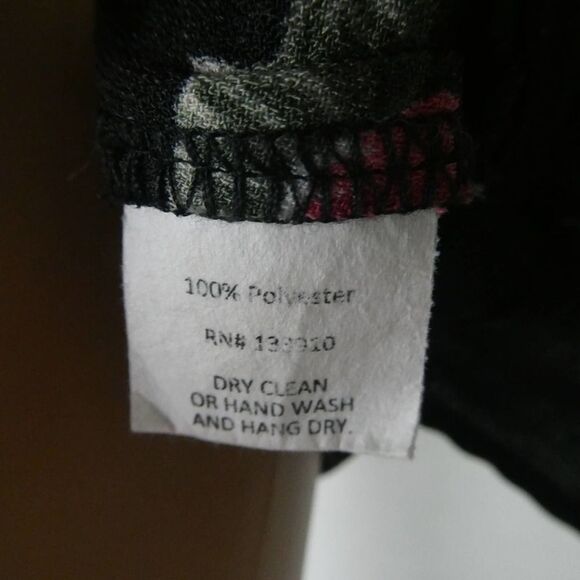 100% Polyester
RN#
DRY CLEAN
OR HAND WASH
AND HANG DRY.